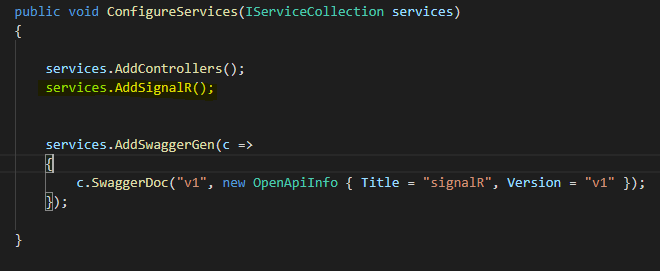 public void ConfigureServices(IServiceCollection services)
{
services.AddControllers();
services.AddSignalR();
services.AddSwaggerGen(c =>
{
c.SwaggerDoc("v1", new OpenApiInfo { Title = "signalR", Version = "v1" });
});
}